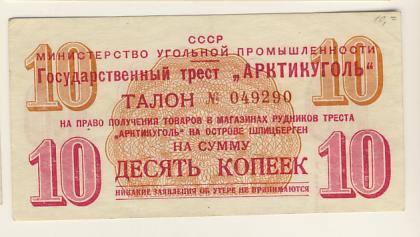 10,=
СССР
МИНИСТЕРСТВО УГОЛЬНОЙ ПРОМЫШЛЕННОСТИ
10 10
Государственный трест „АРКТИКУГОЛЬ“
ТАЛОН № 049290
НА ПРАВО ПОЛУЧЕНИЯ ТОВАРОВ В МАГАЗИНАХ РУДНИКОВ ТРЕСТА
„АРКТИКУГОЛЬ“ НА ОСТРОВЕ ШПИЦБЕРГЕН
НА СУММУ
10 ДЕСЯТЬ КОПЕЕК 10
НИКАКИЕ ЗАЯВЛЕНИЯ ОБ УТЕРЕ НЕ ПРИНИМАЮТСЯ